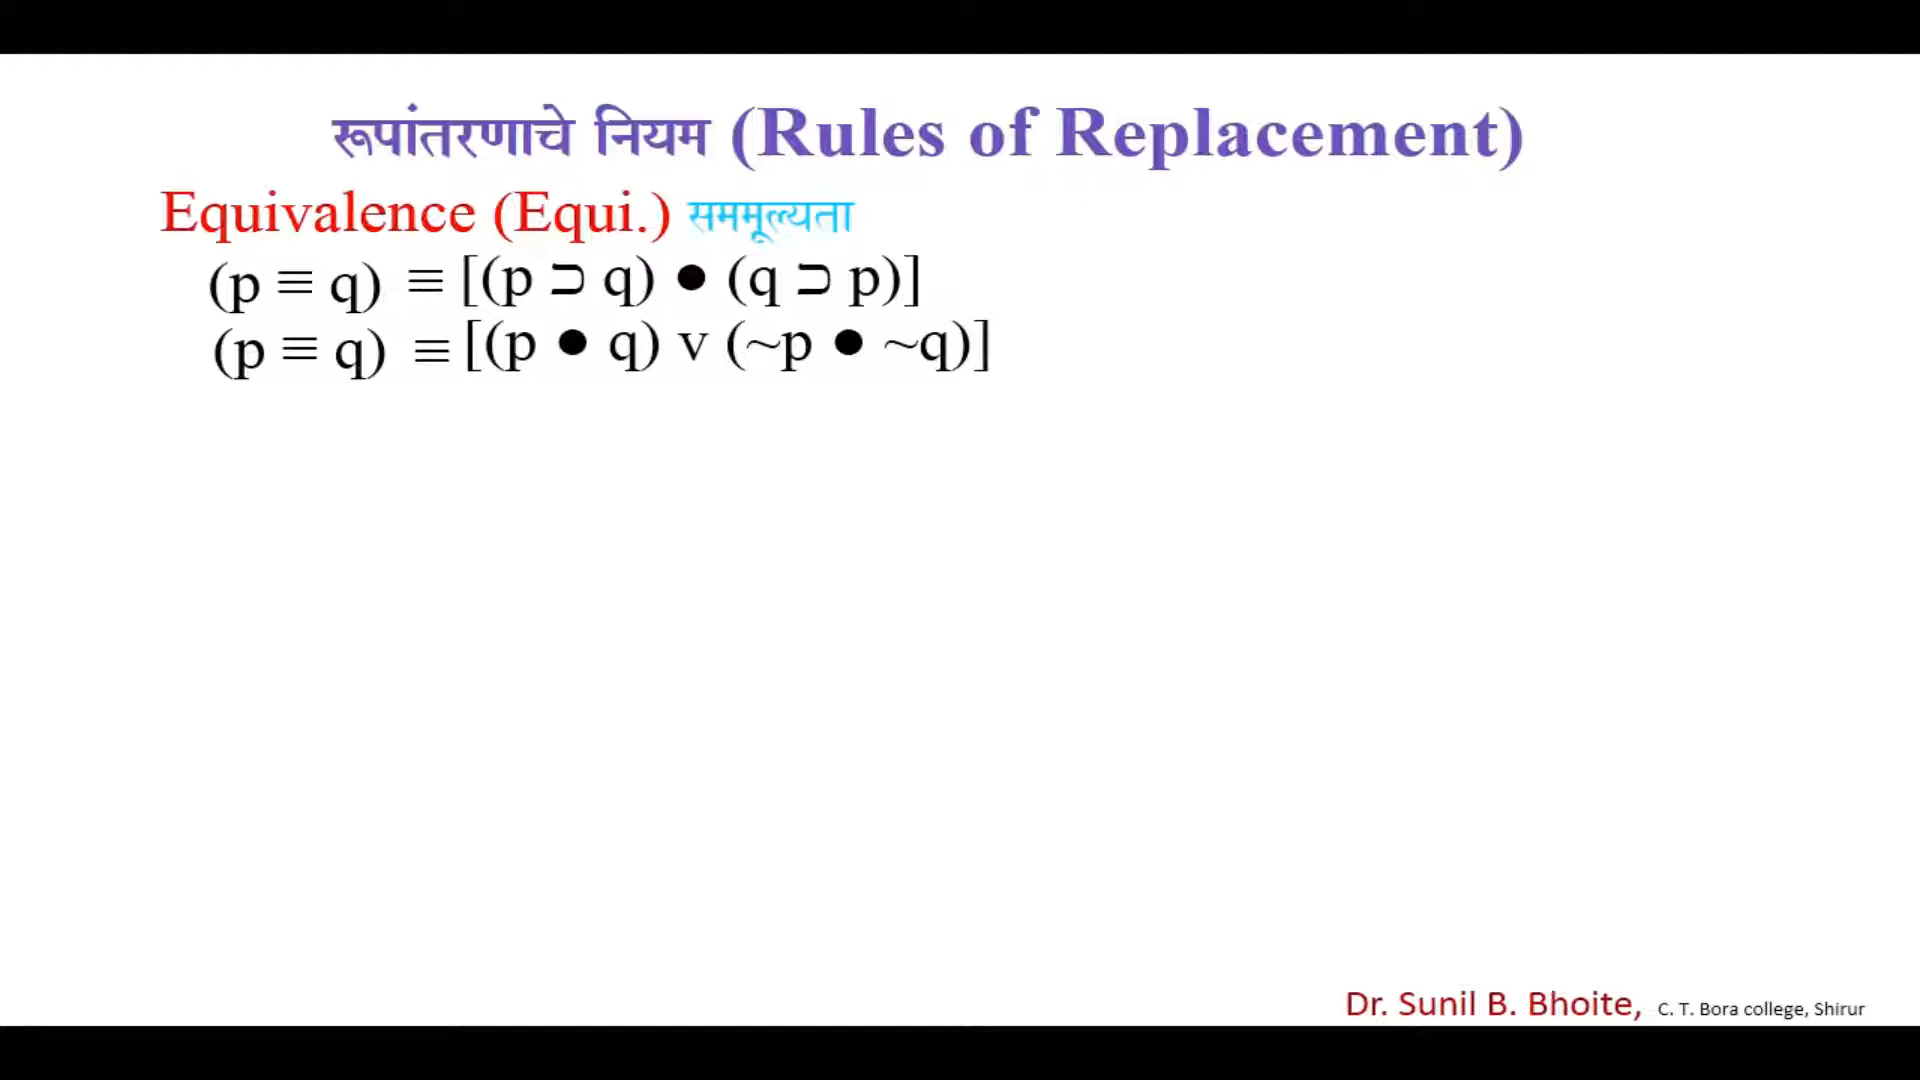 रूपांतरणाचे नियम (Rules of Replacement)
Equivalence (Equi.) सममूल्यता
(p ≡ q) ≡ [(p ⊃ q) ● (q ⊃ p)]
(p ≡ q) ≡ [(p ● q) v (~p ● ~q)]
Dr. Sunil B. Bhoite, C. T. Bora college, Shirur